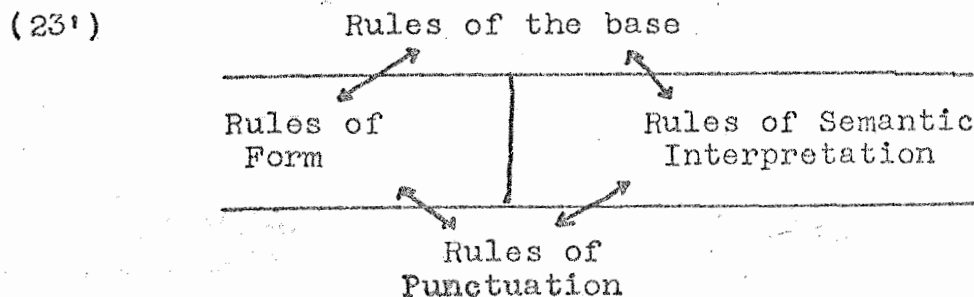 (23') Rules of the base
Rules of Rules of Semantic
Form Interpretation
Rules of
Punctuation